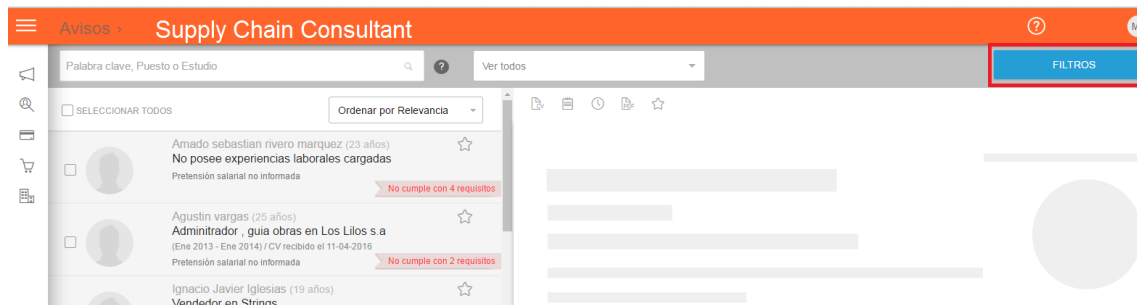 Avisos › Supply Chain Consultant ? M
Palabra clave, Puesto o Estudio ? Ver todos FILTROS
SELECCIONAR TODOS Ordenar por Relevancia CV PDF
Amado sebastian rivero marquez (23 años)
No posee experiencias laborales cargadas
Pretensión salarial no informada
No cumple con 4 requisitos
Agustin vargas (25 años)
Adminitrador , guia obras en Los Lilos s.a
(Ene 2013 - Ene 2014) / CV recibido el 11-04-2016
Pretensión salarial no informada
No cumple con 2 requisitos
Ignacio Javier Iglesias (19 años)
Vendedor en Strings